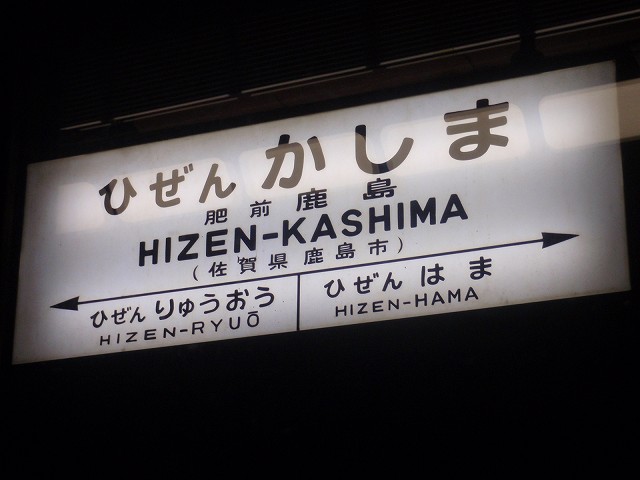 ひぜん かしま
肥前鹿島
HIZEN-KASHIMA
(佐賀県鹿島市)
ひぜん りゅうおう
HIZEN-RYUŌ
ひぜん はま
HIZEN-HAMA